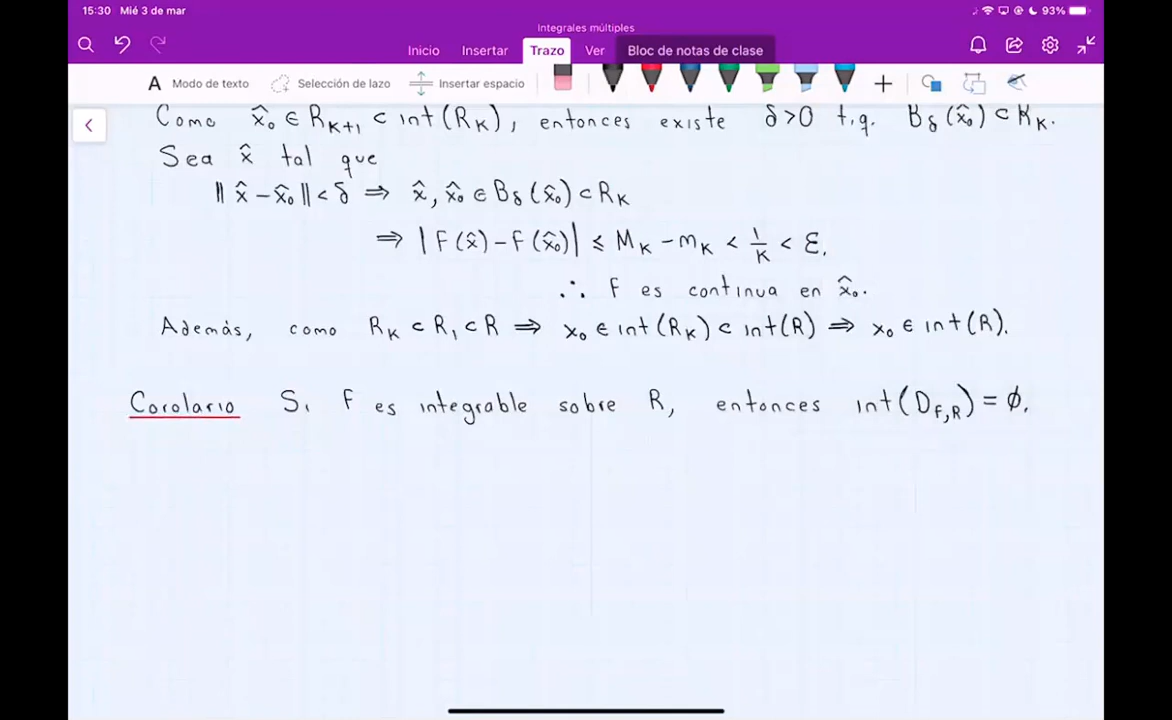 15:30 Mié 3 de mar
93%
Integrales múltiples
Inicio Insertar Trazo Ver Bloc de notas de clase
Modo de texto Selección de lazo Insertar espacio
Como x̂₀ ∈ R_{K+1} ⊂ int(R_K), entonces existe δ>0 t.q. B_δ(x̂₀) ⊂ R_K.
Sea x̂ tal que
‖x̂ - x̂₀‖ < δ ⇒ x̂, x̂₀ ∈ B_δ(x̂₀) ⊂ R_K
⇒ |F(x̂) - F(x̂₀)| ≤ M_K - m_K < 1/K < ε.
∴ F es continua en x̂₀.
Además, como R_K ⊂ R₁ ⊂ R ⇒ x₀ ∈ int(R_K) ⊂ int(R) ⇒ x₀ ∈ int(R).
Corolario Si F es integrable sobre R, entonces int(D_{F,R}) = ∅.